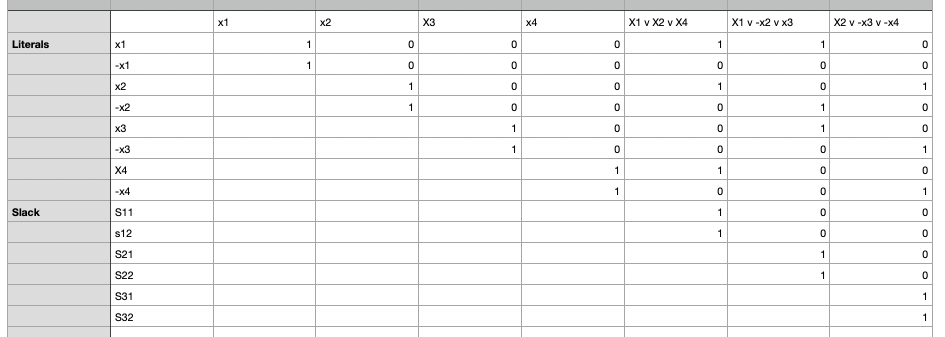 x1 x2 X3 x4 X1 v X2 v X4 X1 v -x2 v x3 X2 v -x3 v -x4
Literals x1 1 0 0 0 1 1 0
-x1 1 0 0 0 0 0 0
x2 1 0 0 1 0 1
-x2 1 0 0 0 1 0
x3 1 0 0 1 0
-x3 1 0 0 0 1
X4 1 1 0 0
-x4 1 0 0 1
Slack S11 1 0 0
s12 1 0 0
S21 1 0
S22 1 0
S31 1
S32 1